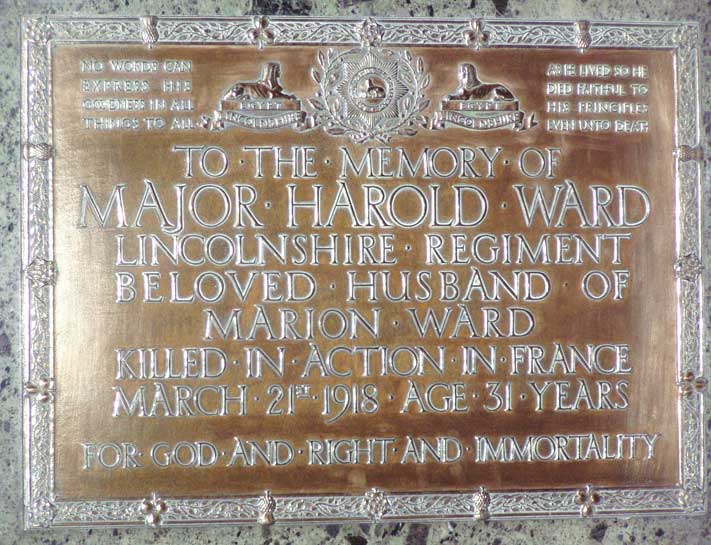 NO WORDS CAN
EXPRESS HIS
GOODNESS IN ALL
THINGS TO ALL
EGYPT
LINCOLNSHIRE
EGYPT
LINCOLNSHIRE
AS HE LIVED SO HE
DIED FAITHFUL TO
HIS PRINCIPLES
EVEN UNTO DEATH
TO · THE · MEMORY · OF
MAJOR · HAROLD · WARD
LINCOLNSHIRE · REGIMENT
BELOVED · HUSBAND · OF
MARION · WARD
KILLED · IN · ACTION · IN · FRANCE
MARCH · 21ST · 1918 · AGE · 31 · YEARS
FOR · GOD · AND · RIGHT · AND · IMMORTALITY